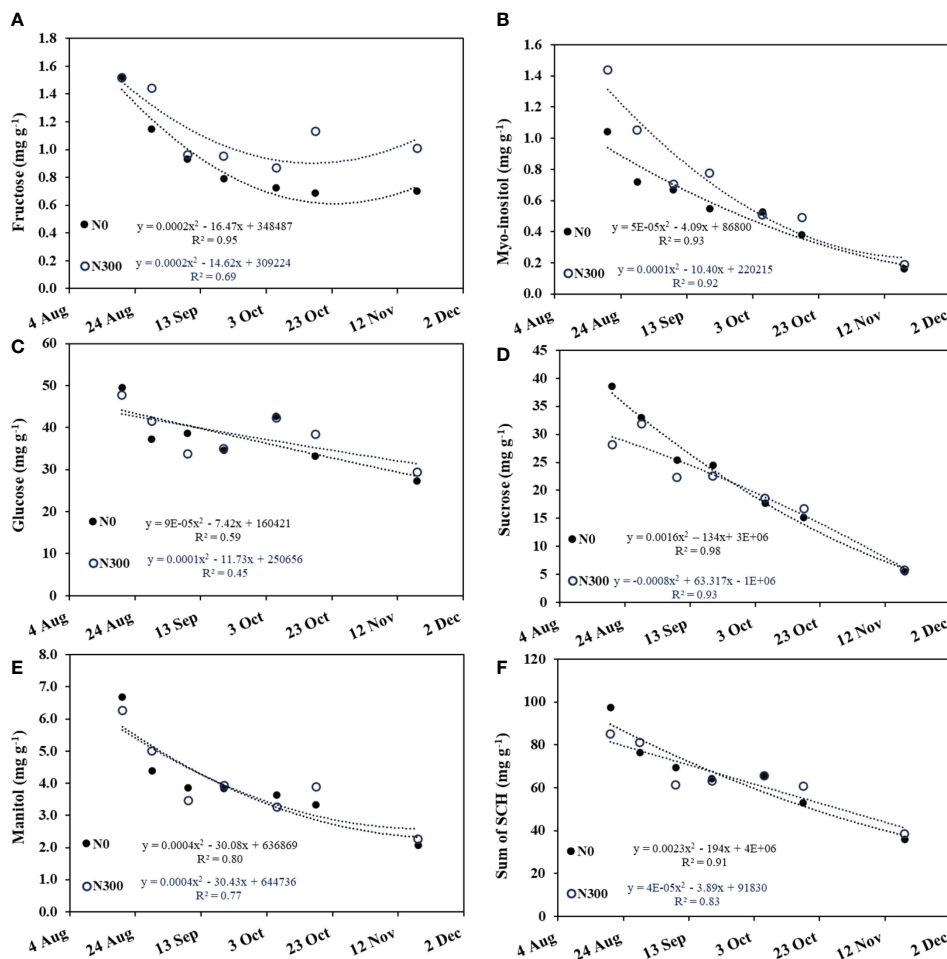 A
Fructose (mg g⁻¹)
1.8
1.6
1.4
1.2
1.0
0.8
0.6
0.4
0.2
0.0
N0
y = 0.0002x² - 16.47x + 348487
R² = 0.95
N300
y = 0.0002x² - 14.62x + 309224
R² = 0.69
4 Aug
24 Aug
13 Sep
3 Oct
23 Oct
12 Nov
2 Dec
B
Myo-inositol (mg g⁻¹)
1.6
1.4
1.2
1.0
0.8
0.6
0.4
0.2
0.0
N0
y = 5E-05x² - 4.09x + 86800
R² = 0.93
N300
y = 0.0001x² - 10.40x + 220215
R² = 0.92
4 Aug
24 Aug
13 Sep
3 Oct
23 Oct
12 Nov
2 Dec
C
Glucose (mg g⁻¹)
60
50
40
30
20
10
0
N0
y = 9E-05x² - 7.42x + 160421
R² = 0.59
N300
y = 0.0001x² - 11.73x + 250656
R² = 0.45
4 Aug
24 Aug
13 Sep
3 Oct
23 Oct
12 Nov
2 Dec
D
Sucrose (mg g⁻¹)
45
40
35
30
25
20
15
10
5
0
N0
y = 0.0016x² – 134x+ 3E+06
R² = 0.98
N300
y = -0.0008x² + 63.317x - 1E+06
R² = 0.93
4 Aug
24 Aug
13 Sep
3 Oct
23 Oct
12 Nov
2 Dec
E
Mannitol (mg g⁻¹)
8.0
7.0
6.0
5.0
4.0
3.0
2.0
1.0
0.0
N0
y = 0.0004x² - 30.08x + 636869
R² = 0.80
N300
y = 0.0004x² - 30.43x + 644736
R² = 0.77
4 Aug
24 Aug
13 Sep
3 Oct
23 Oct
12 Nov
2 Dec
F
Sum of SCH (mg g⁻¹)
120
100
80
60
40
20
0
N0
y = 0.0023x² - 194x + 4E+06
R² = 0.91
N300
y = 4E-05x² - 3.89x + 91830
R² = 0.83
4 Aug
24 Aug
13 Sep
3 Oct
23 Oct
12 Nov
2 Dec